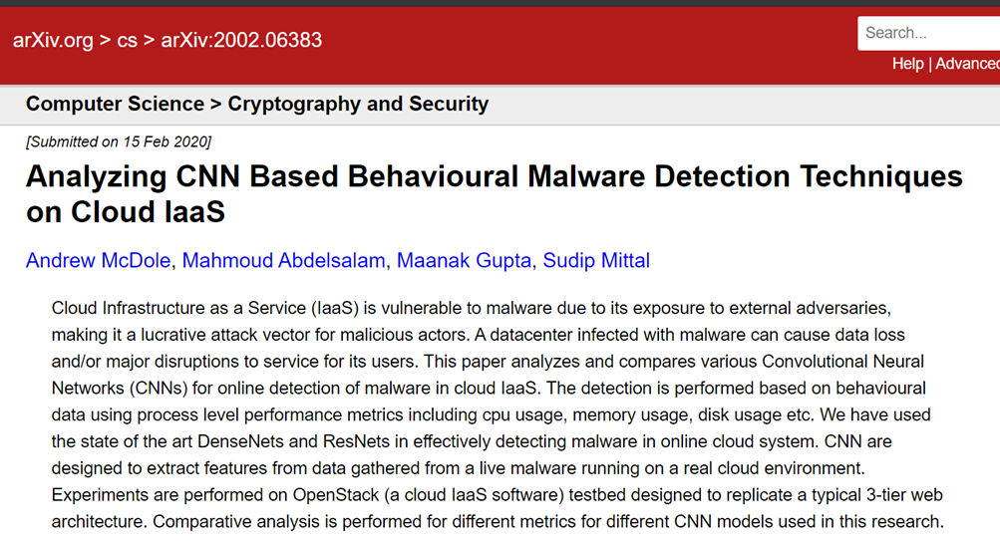 arXiv.org > cs > arXiv:2002.06383
Search...
Help | Advanced
Computer Science > Cryptography and Security
[Submitted on 15 Feb 2020]
Analyzing CNN Based Behavioural Malware Detection Techniques
on Cloud IaaS
Andrew McDole, Mahmoud Abdelsalam, Maanak Gupta, Sudip Mittal
Cloud Infrastructure as a Service (IaaS) is vulnerable to malware due to its exposure to external adversaries,
making it a lucrative attack vector for malicious actors. A datacenter infected with malware can cause data loss
and/or major disruptions to service for its users. This paper analyzes and compares various Convolutional Neural
Networks (CNNs) for online detection of malware in cloud IaaS. The detection is performed based on behavioural
data using process level performance metrics including cpu usage, memory usage, disk usage etc. We have used
the state of the art DenseNets and ResNets in effectively detecting malware in online cloud system. CNN are
designed to extract features from data gathered from a live malware running on a real cloud environment.
Experiments are performed on OpenStack (a cloud IaaS software) testbed designed to replicate a typical 3-tier web
architecture. Comparative analysis is performed for different metrics for different CNN models used in this research.